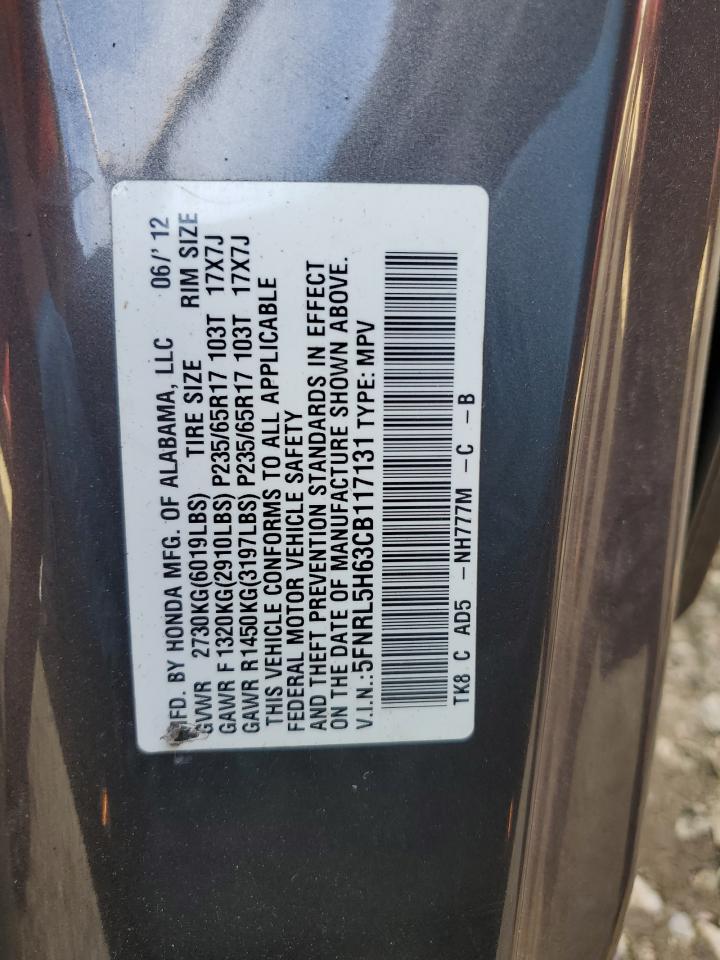 MFD. BY HONDA MFG. OF ALABAMA, LLC 06/' 12
GVWR 2730KG(6019LBS) TIRE SIZE RIM SIZE
GAWR F 1320KG(2910LBS) P235/65R17 103T 17X7J
GAWR R1450KG(3197LBS) P235/65R17 103T 17X7J
THIS VEHICLE CONFORMS TO ALL APPLICABLE
FEDERAL MOTOR VEHICLE SAFETY
AND THEFT PREVENTION STANDARDS IN EFFECT
ON THE DATE OF MANUFACTURE SHOWN ABOVE.
V.I.N.:5FNRL5H63CB117131 TYPE: MPV
TK8 C AD5 -NH777M -C -B